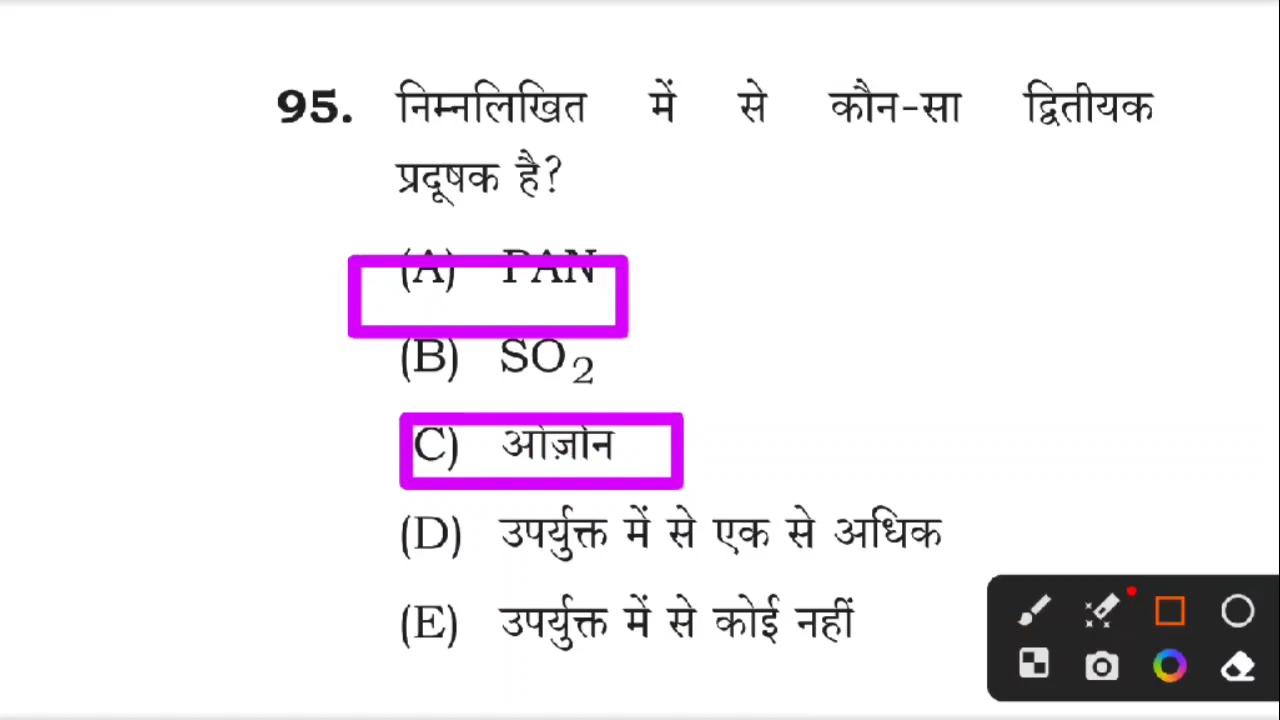 95. निम्नलिखित में से कौन-सा द्वितीयक
प्रदूषक है?
(A) PAN
(B) SO2
C) ओज़ोन
(D) उपर्युक्त में से एक से अधिक
(E) उपर्युक्त में से कोई नहीं